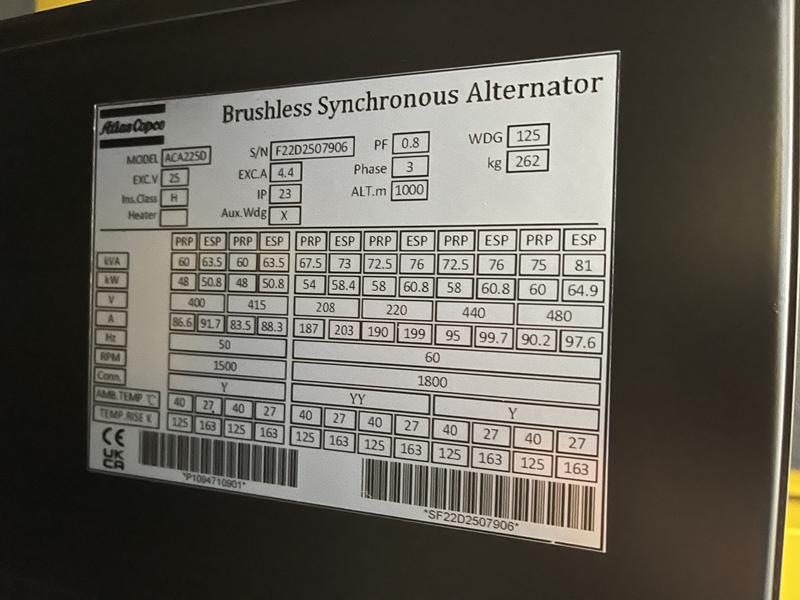 Atlas Copco
Brushless Synchronous Alternator
MODEL ACA225D S/N F22D2507906 PF 0.8 WDG 125
EXC.V 25 EXC.A 4.4 Phase 3 kg 262
Ins.Class H IP 23 ALT.m 1000
Heater Aux.Wdg X
PRP ESP PRP ESP PRP ESP PRP ESP PRP ESP PRP ESP
kVA 60 63.5 60 63.5 67.5 73 72.5 76 72.5 76 75 81
kW 48 50.8 48 50.8 54 58.4 58 60.8 58 60.8 60 64.9
V 400 415 208 220 440 480
A 86.6 91.7 83.5 88.3 187 203 190 199 95 99.7 90.2 97.6
Hz 50 60
RPM 1500 1800
Conn. Y YY Y
AMB.TEMP ℃ 40 27 40 27 40 27 40 27 40 27 40 27
TEMP.RISE K 125 163 125 163 125 163 125 163 125 163 125 163
CE
UK
CA
*P1094710901*
*SF22D2507906*